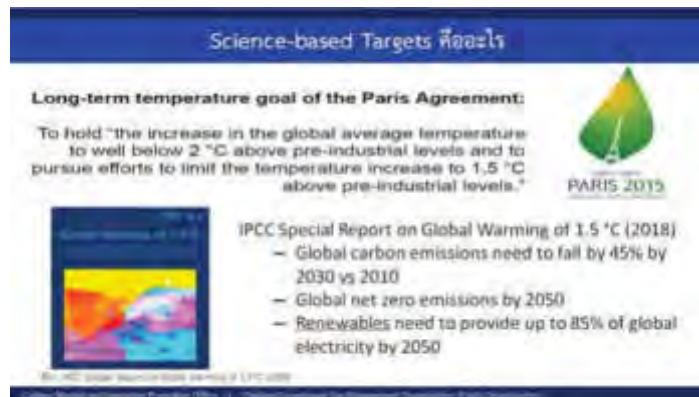 Science-based Targets คืออะไร
Long-term temperature goal of the Paris Agreement:
To hold "the increase in the global average temperature
to well below 2 °C above pre-industrial levels and to
pursue efforts to limit the temperature increase to 1.5 °C
above pre-industrial levels."
PARIS 2015
IPCC Special Report on Global Warming of 1.5 °C (2018)
– Global carbon emissions need to fall by 45% by
2030 vs 2010
– Global net zero emissions by 2050
– Renewables need to provide up to 85% of global
electricity by 2050